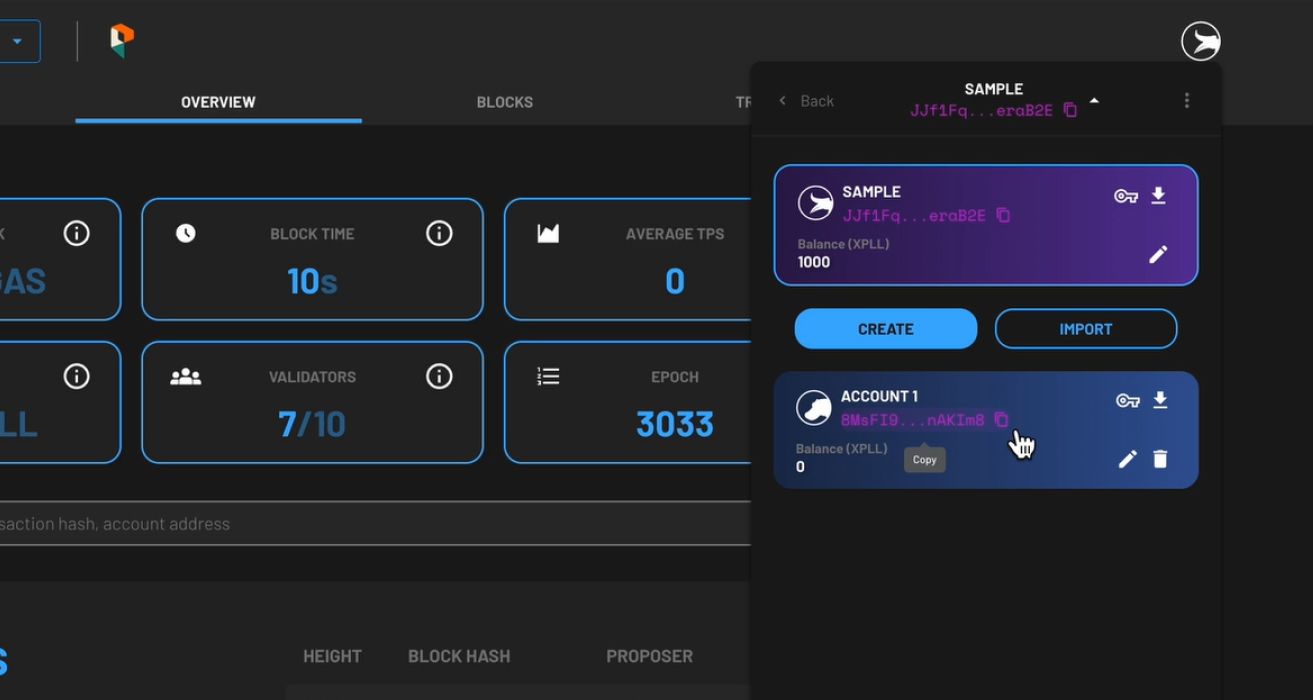 OVERVIEW
BLOCKS
TR
Back
SAMPLE
JJf1Fq...eraB2E
SAMPLE
JJf1Fq...eraB2E
Balance (XPLL)
1000
K
GAS
BLOCK TIME
10s
AVERAGE TPS
0
CREATE
IMPORT
LL
VALIDATORS
7/10
EPOCH
3033
ACCOUNT 1
8MsFI9...nAKIm8
Balance (XPLL)
0
Copy
saction hash, account address
S
HEIGHT
BLOCK HASH
PROPOSER